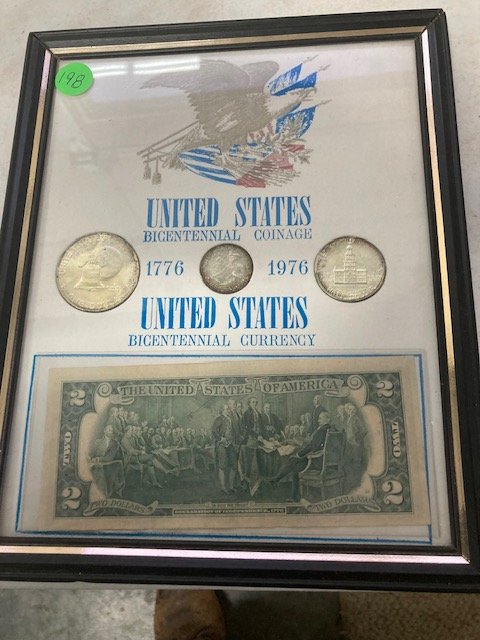 198
UNITED STATES
BICENTENNIAL COINAGE
1776 1976
UNITED STATES
BICENTENNIAL CURRENCY
2 THE UNITED STATES OF AMERICA 2
TWO TWO
2 2
TWO DOLLARS TWO DOLLARS